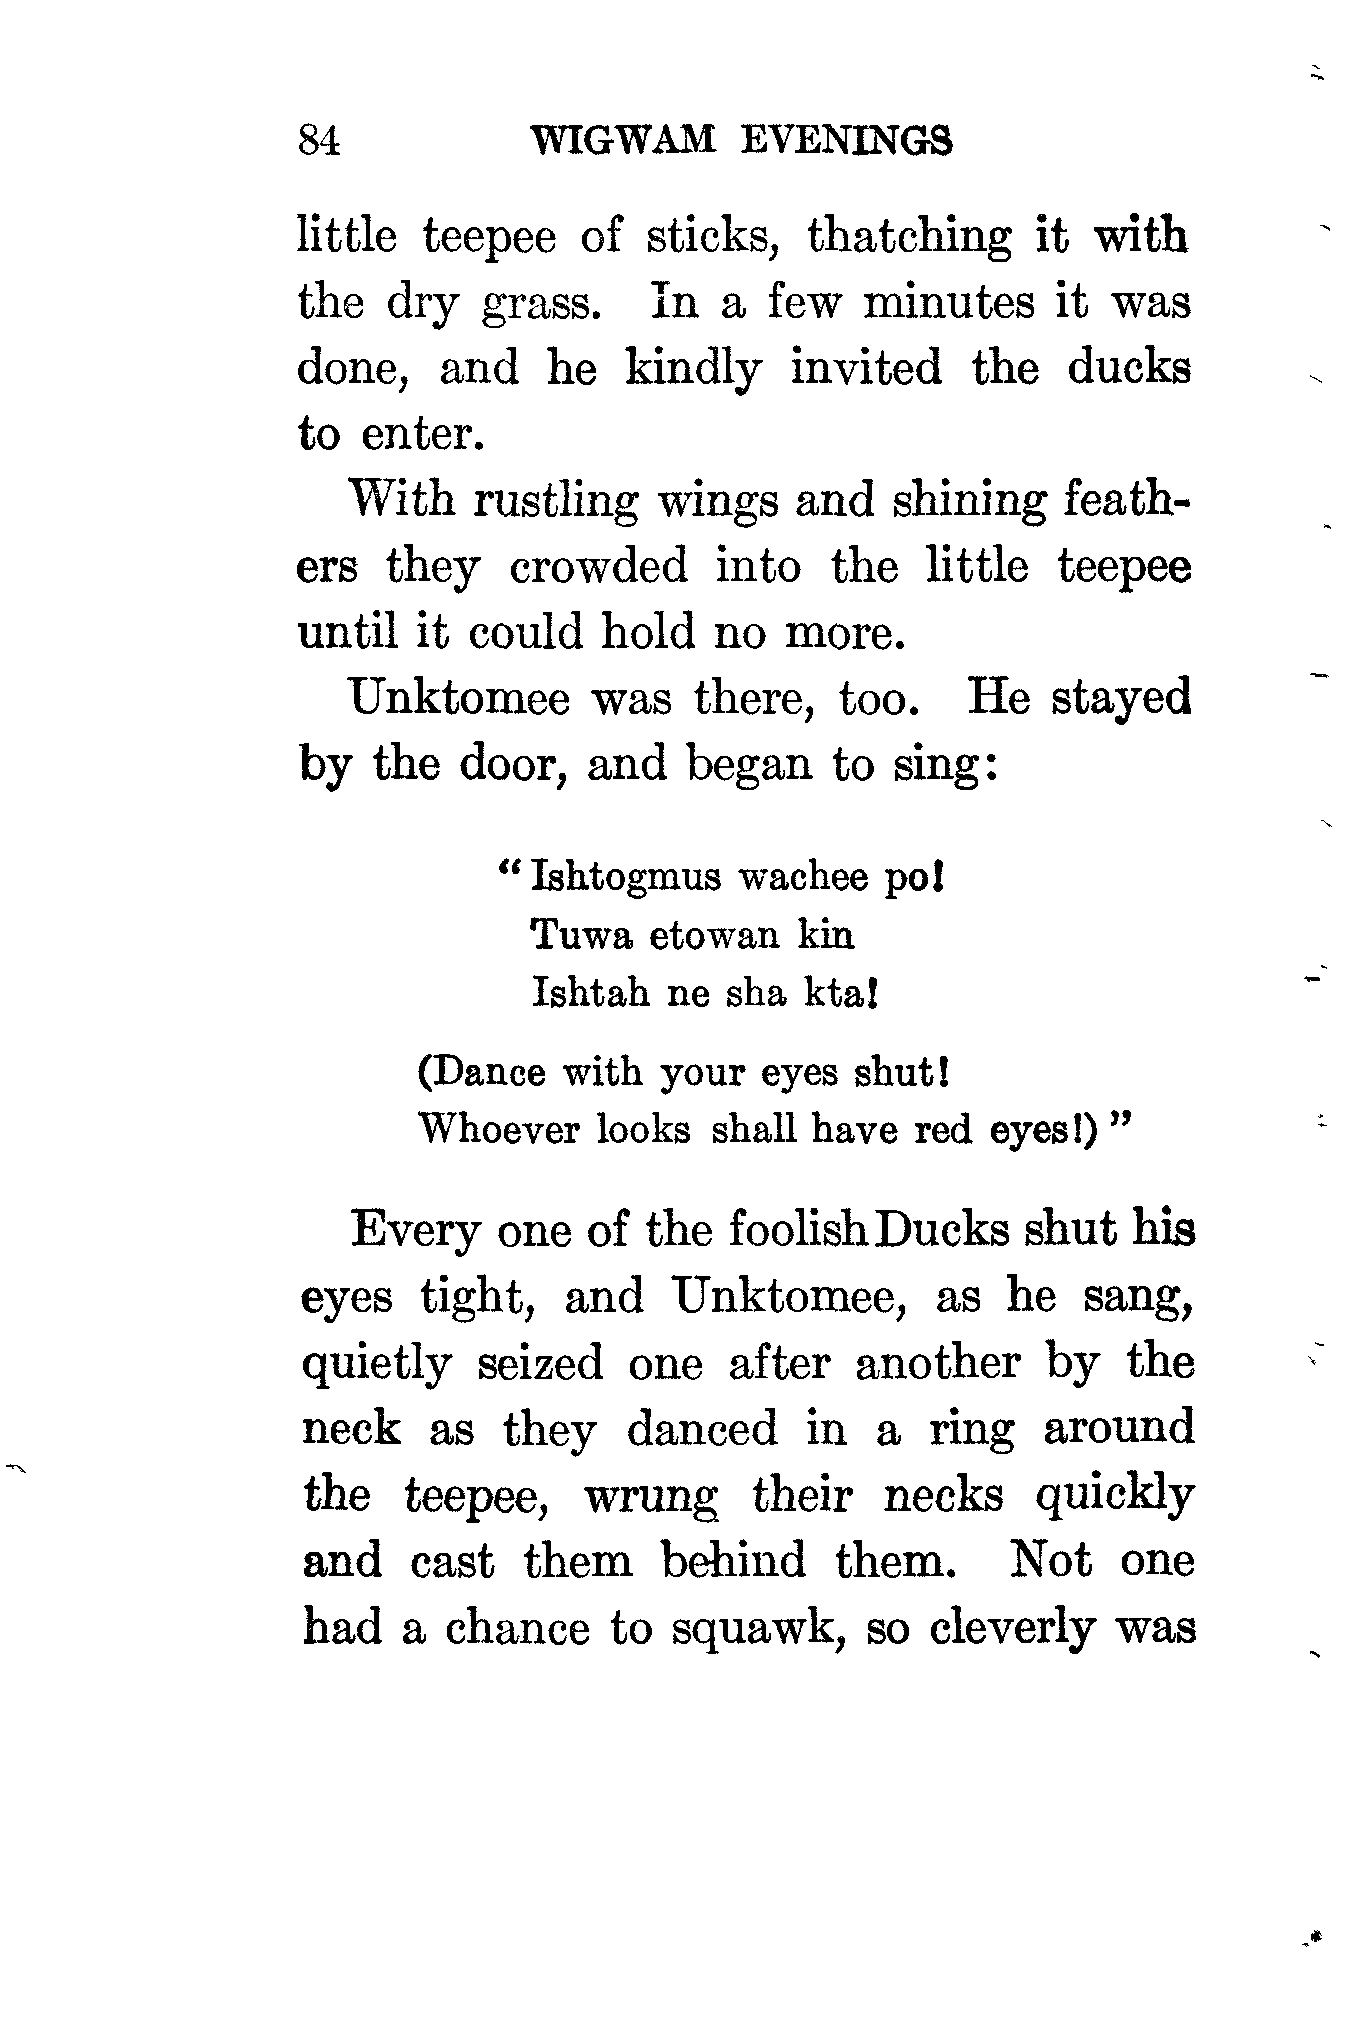 84 WIGWAM EVENINGS
little teepee of sticks, thatching it with
the dry grass. In a few minutes it was
done, and he kindly invited the ducks
to enter.
With rustling wings and shining feath-
ers they crowded into the little teepee
until it could hold no more.
Unktomee was there, too. He stayed
by the door, and began to sing:
“Ishtogmus wachee po!
Tuwa etowan kin
Ishtah ne sha kta!
(Dance with your eyes shut!
Whoever looks shall have red eyes!)”
Every one of the foolish Ducks shut his
eyes tight, and Unktomee, as he sang,
quietly seized one after another by the
neck as they danced in a ring around
the teepee, wrung their necks quickly
and cast them behind them. Not one
had a chance to squawk, so cleverly was